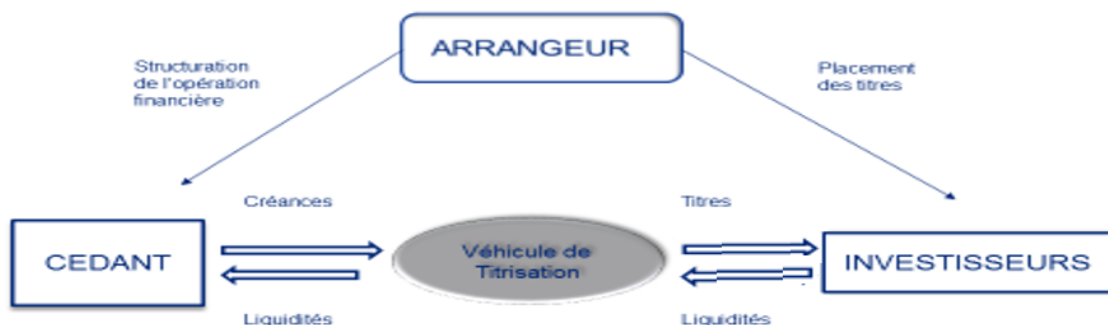 ARRANGEUR
Structuration
de l'opération
financière
Placement
des titres
Créances
Titres
CEDANT
Véhicule de
Titrisation
INVESTISSEURS
Liquidités
Liquidités